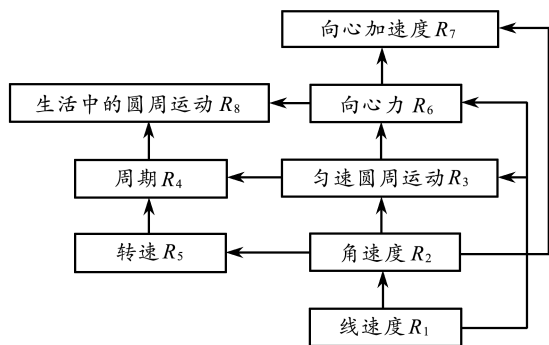 向心加速度R₇
生活中的圆周运动R₈
向心力R₆
周期R₄
匀速圆周运动R₃
转速R₅
角速度R₂
线速度R₁